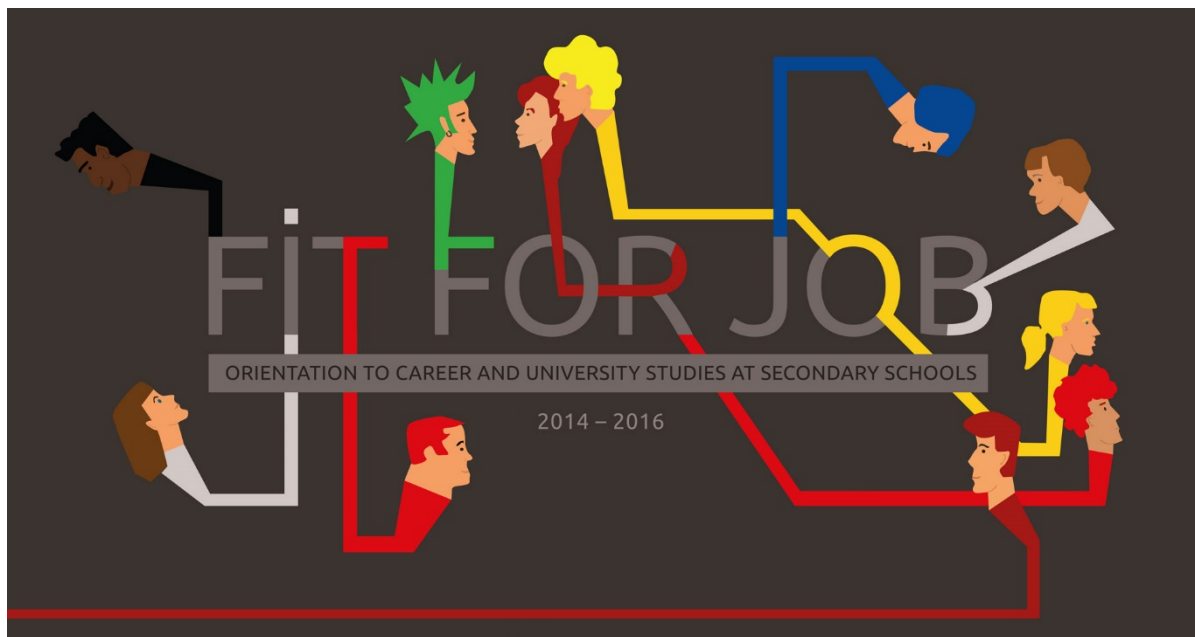 FiT FOR JOB
ORIENTATION TO CAREER AND UNIVERSITY STUDIES AT SECONDARY SCHOOLS
2014 – 2016